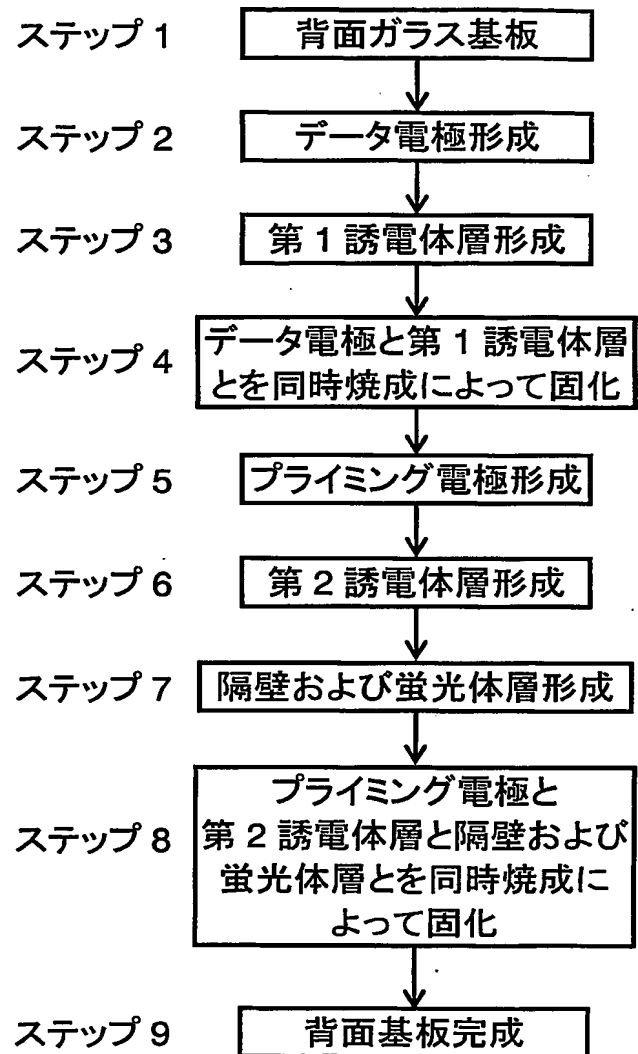 ステップ 1 背面ガラス基板
ステップ 2 データ電極形成
ステップ 3 第 1 誘電体層形成
ステップ 4 データ電極と第 1 誘電体層
とを同時焼成によって固化
ステップ 5 プライミング電極形成
ステップ 6 第 2 誘電体層形成
ステップ 7 隔壁および蛍光体層形成
ステップ 8 プライミング電極と
第 2 誘電体層と隔壁および
蛍光体層とを同時焼成に
よって固化
ステップ 9 背面基板完成